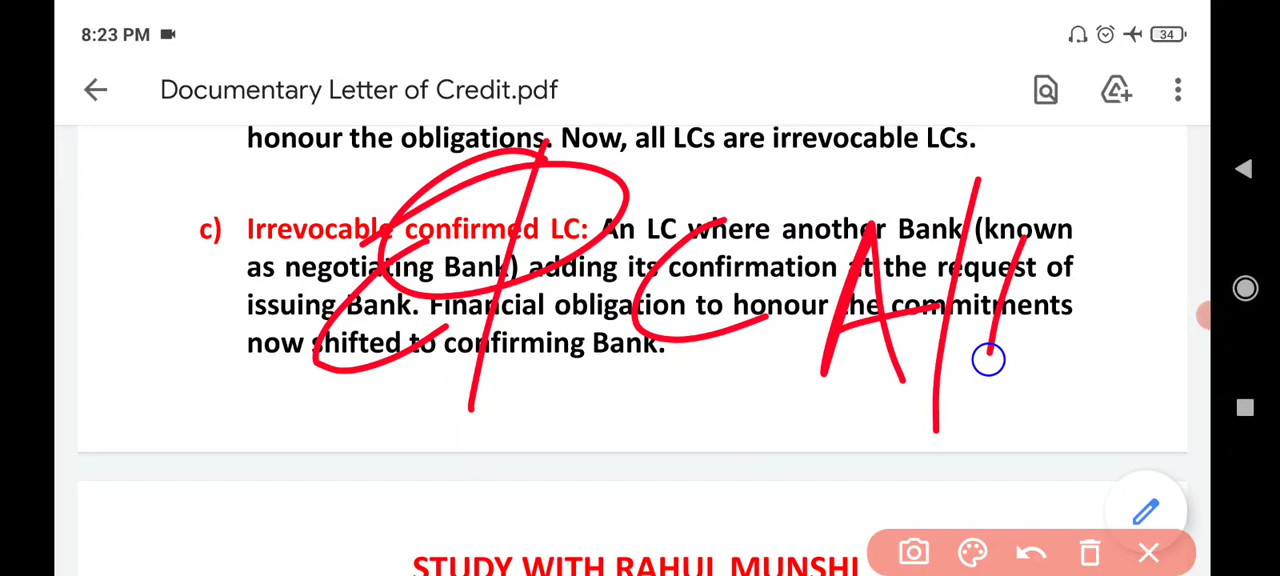 8:23 PM
34
Documentary Letter of Credit.pdf
honour the obligations. Now, all LCs are irrevocable LCs.
c) Irrevocable confirmed LC: An LC where another Bank (known
as negotiating Bank) adding its confirmation at the request of
issuing Bank. Financial obligation to honour the commitments
now shifted to confirming Bank.
STUDY WITH RAHUL MUNSHI